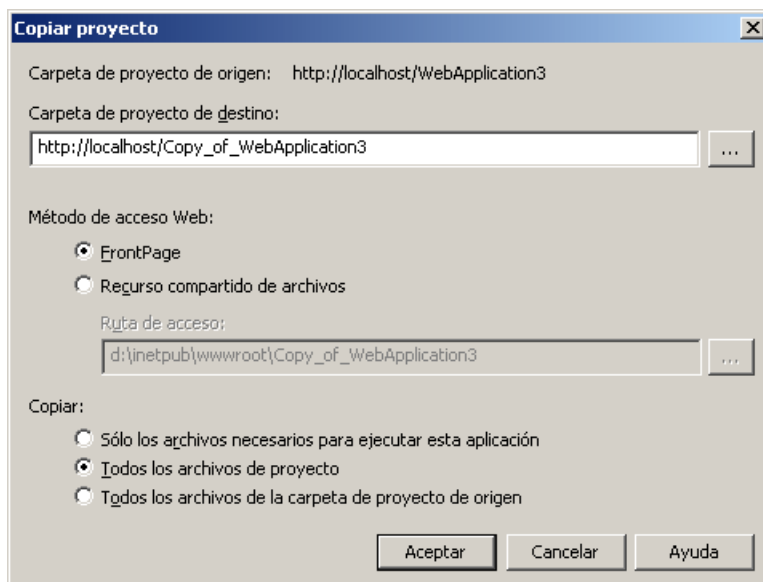 Copiar proyecto
Carpeta de proyecto de origen: http://localhost/WebApplication3
Carpeta de proyecto de destino:
http://localhost/Copy_of_WebApplication3 ...
Método de acceso Web:
FrontPage
Recurso compartido de archivos
Ruta de acceso:
d:\inetpub\wwwroot\Copy_of_WebApplication3 ...
Copiar:
Sólo los archivos necesarios para ejecutar esta aplicación
Todos los archivos de proyecto
Todos los archivos de la carpeta de proyecto de origen
Aceptar Cancelar Ayuda